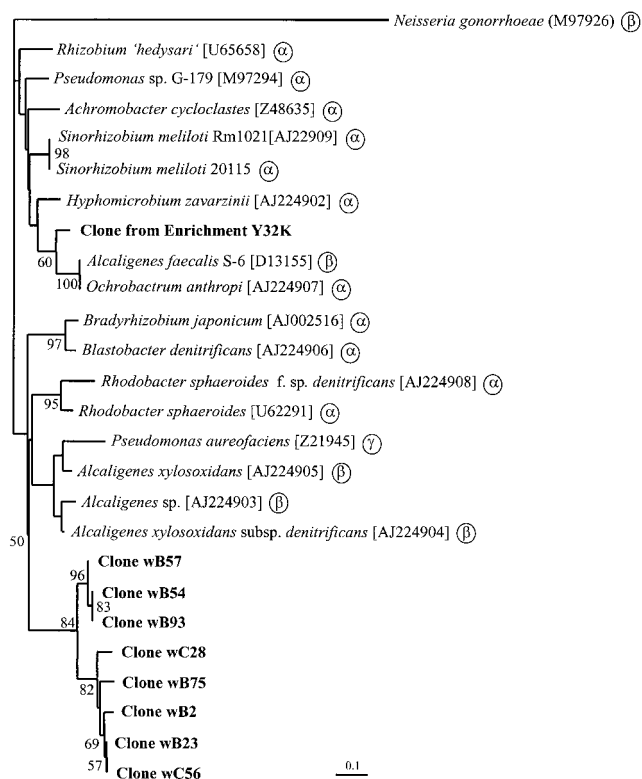 Neisseria gonorrhoeae (M97926) β
Rhizobium ‘hedysari‘ [U65658] α
Pseudomonas sp. G-179 [M97294] α
Achromobacter cycloclastes [Z48635] α
Sinorhizobium meliloti Rm1021[AJ22909] α
98
Sinorhizobium meliloti 20115 α
Hyphomicrobium zavarzinii [AJ224902] α
Clone from Enrichment Y32K
60
Alcaligenes faecalis S-6 [D13155] β
100
Ochrobactrum anthropi [AJ224907] α
Bradyrhizobium japonicum [AJ002516] α
97
Blastobacter denitrificans [AJ224906] α
Rhodobacter sphaeroides f. sp. denitrificans [AJ224908] α
95
Rhodobacter sphaeroides [U62291] α
Pseudomonas aureofaciens [Z21945] γ
Alcaligenes xylosoxidans [AJ224905] β
Alcaligenes sp. [AJ224903] β
Alcaligenes xylosoxidans subsp. denitrificans [AJ224904] β
50
Clone wB57
96
Clone wB54
83
84
Clone wB93
Clone wC28
82
Clone wB75
Clone wB2
69
Clone wB23
57
Clone wC56
0.1